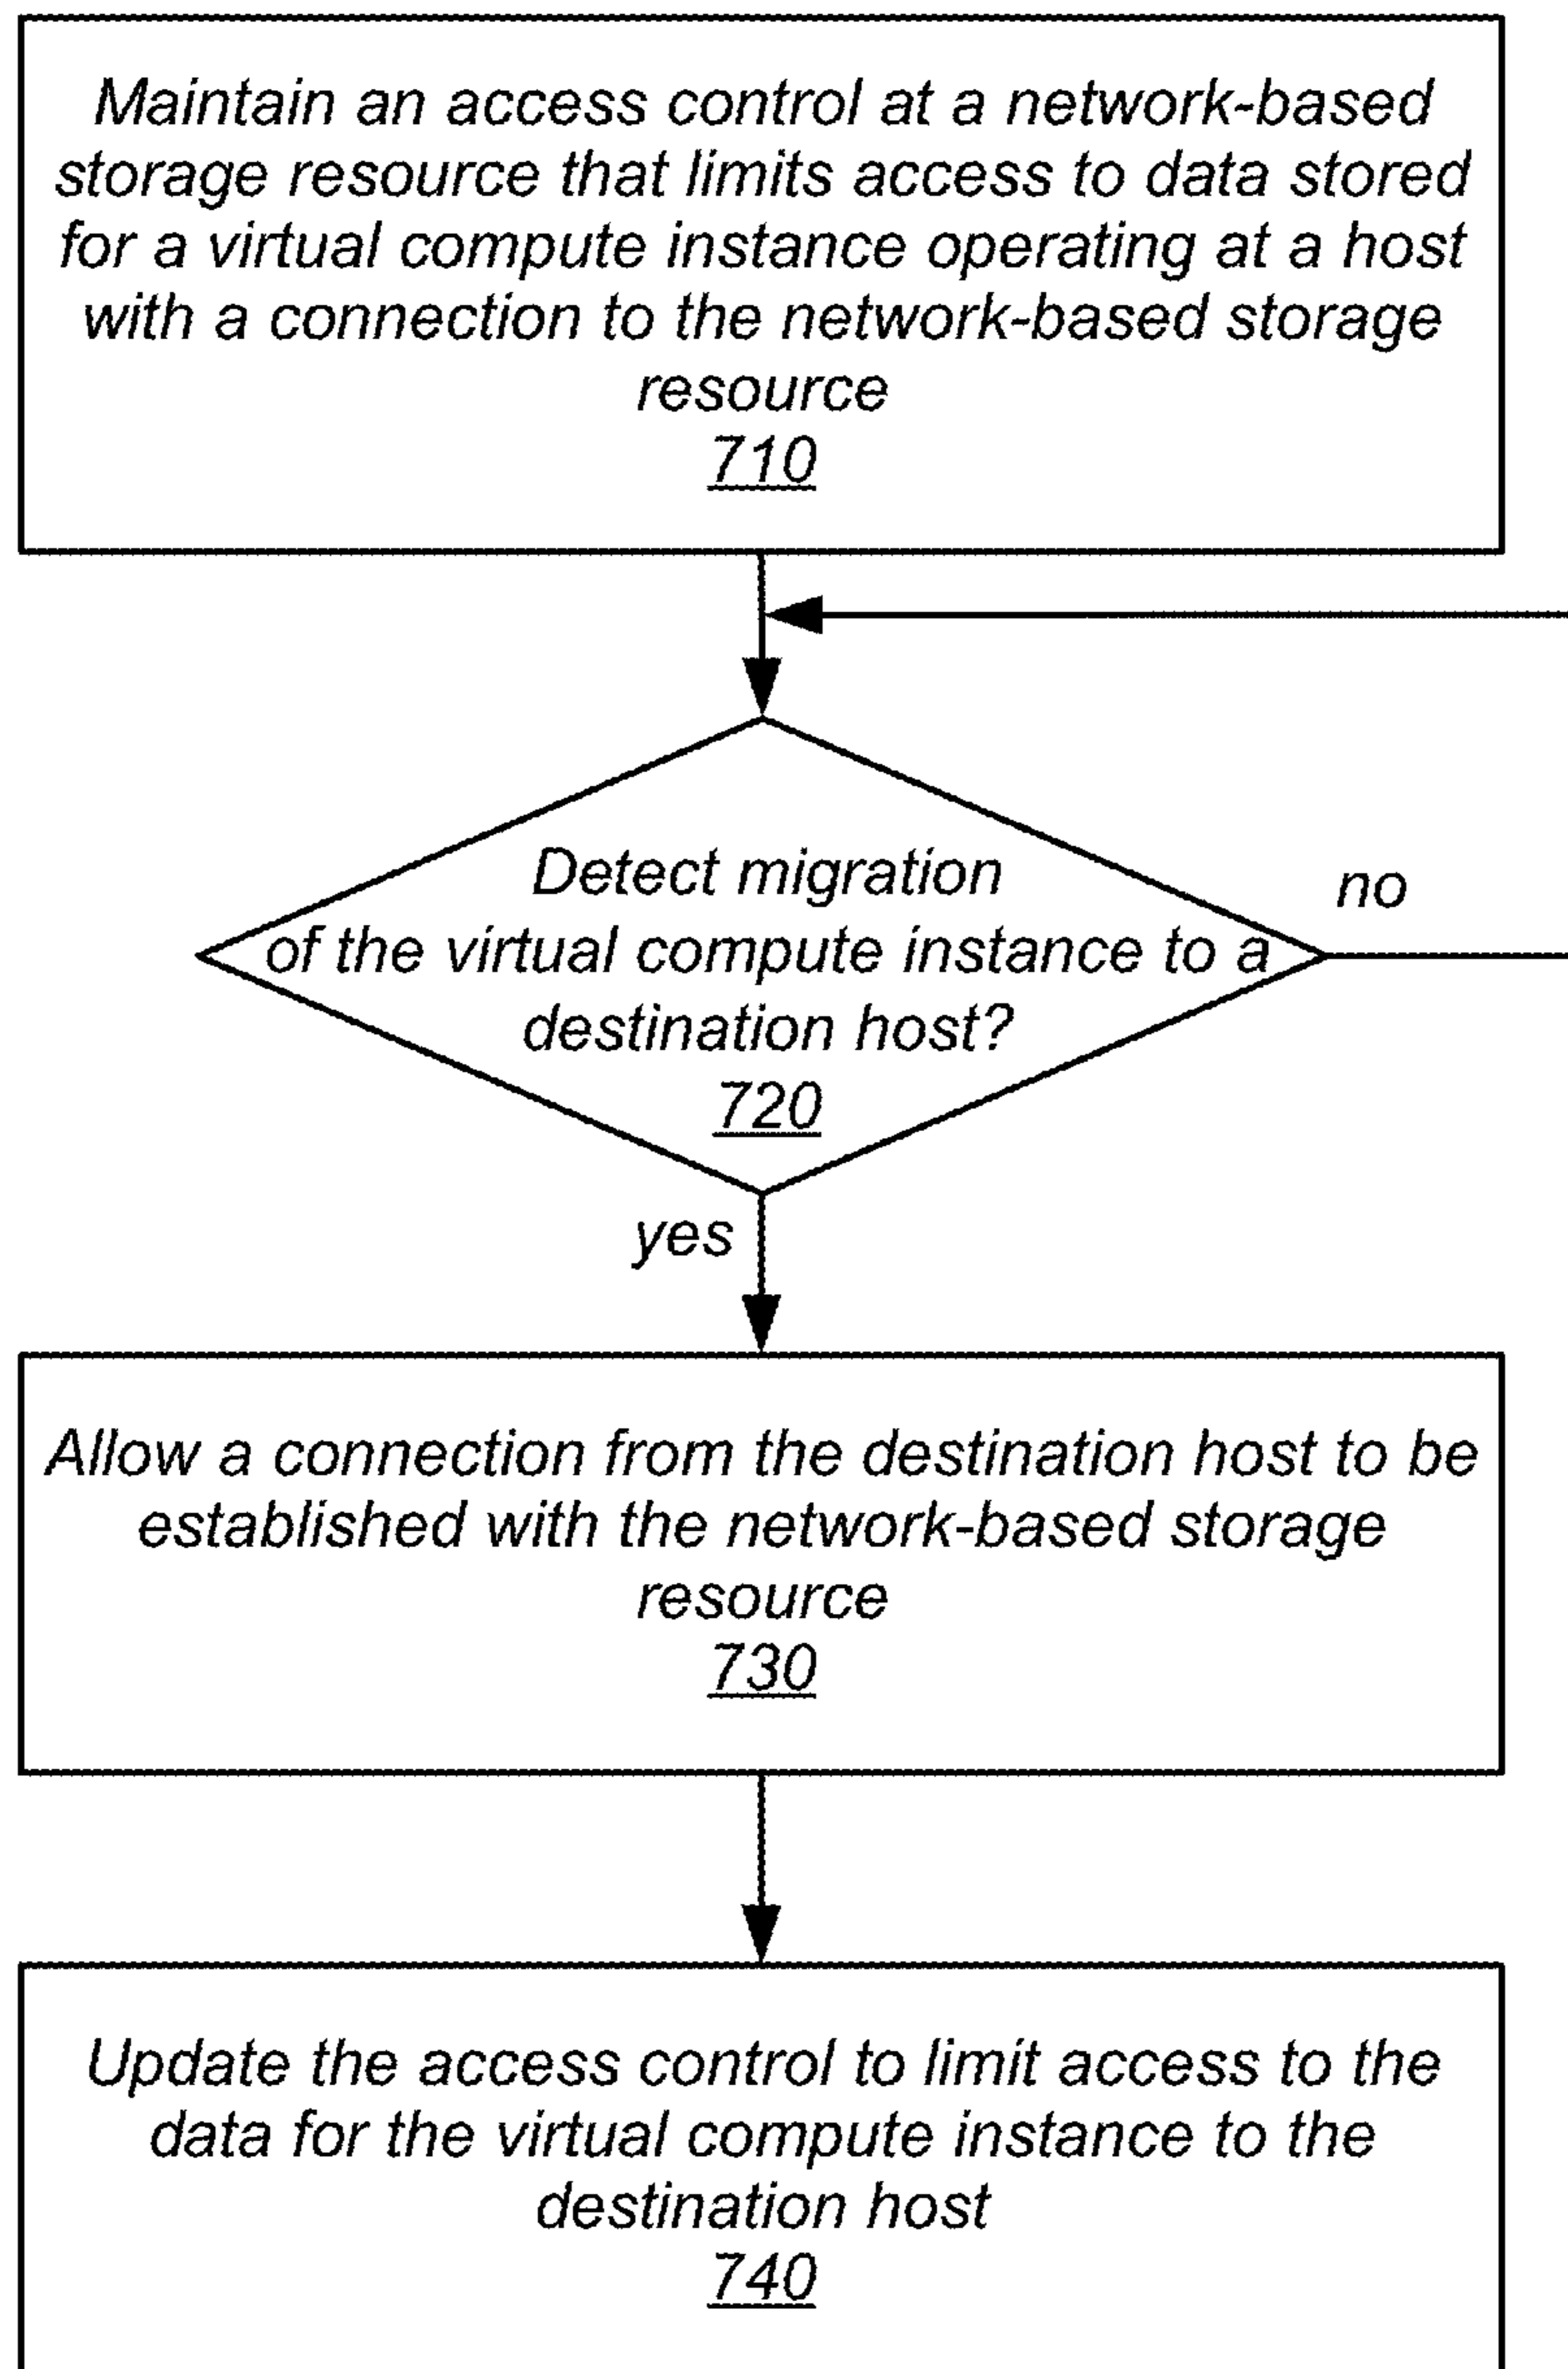 Maintain an access control at a network-based
storage resource that limits access to data stored
for a virtual compute instance operating at a host
with a connection to the network-based storage
resource
710
Detect migration
of the virtual compute instance to a
destination host?
720
no
yes
Allow a connection from the destination host to be
established with the network-based storage
resource
730
Update the access control to limit access to the
data for the virtual compute instance to the
destination host
740